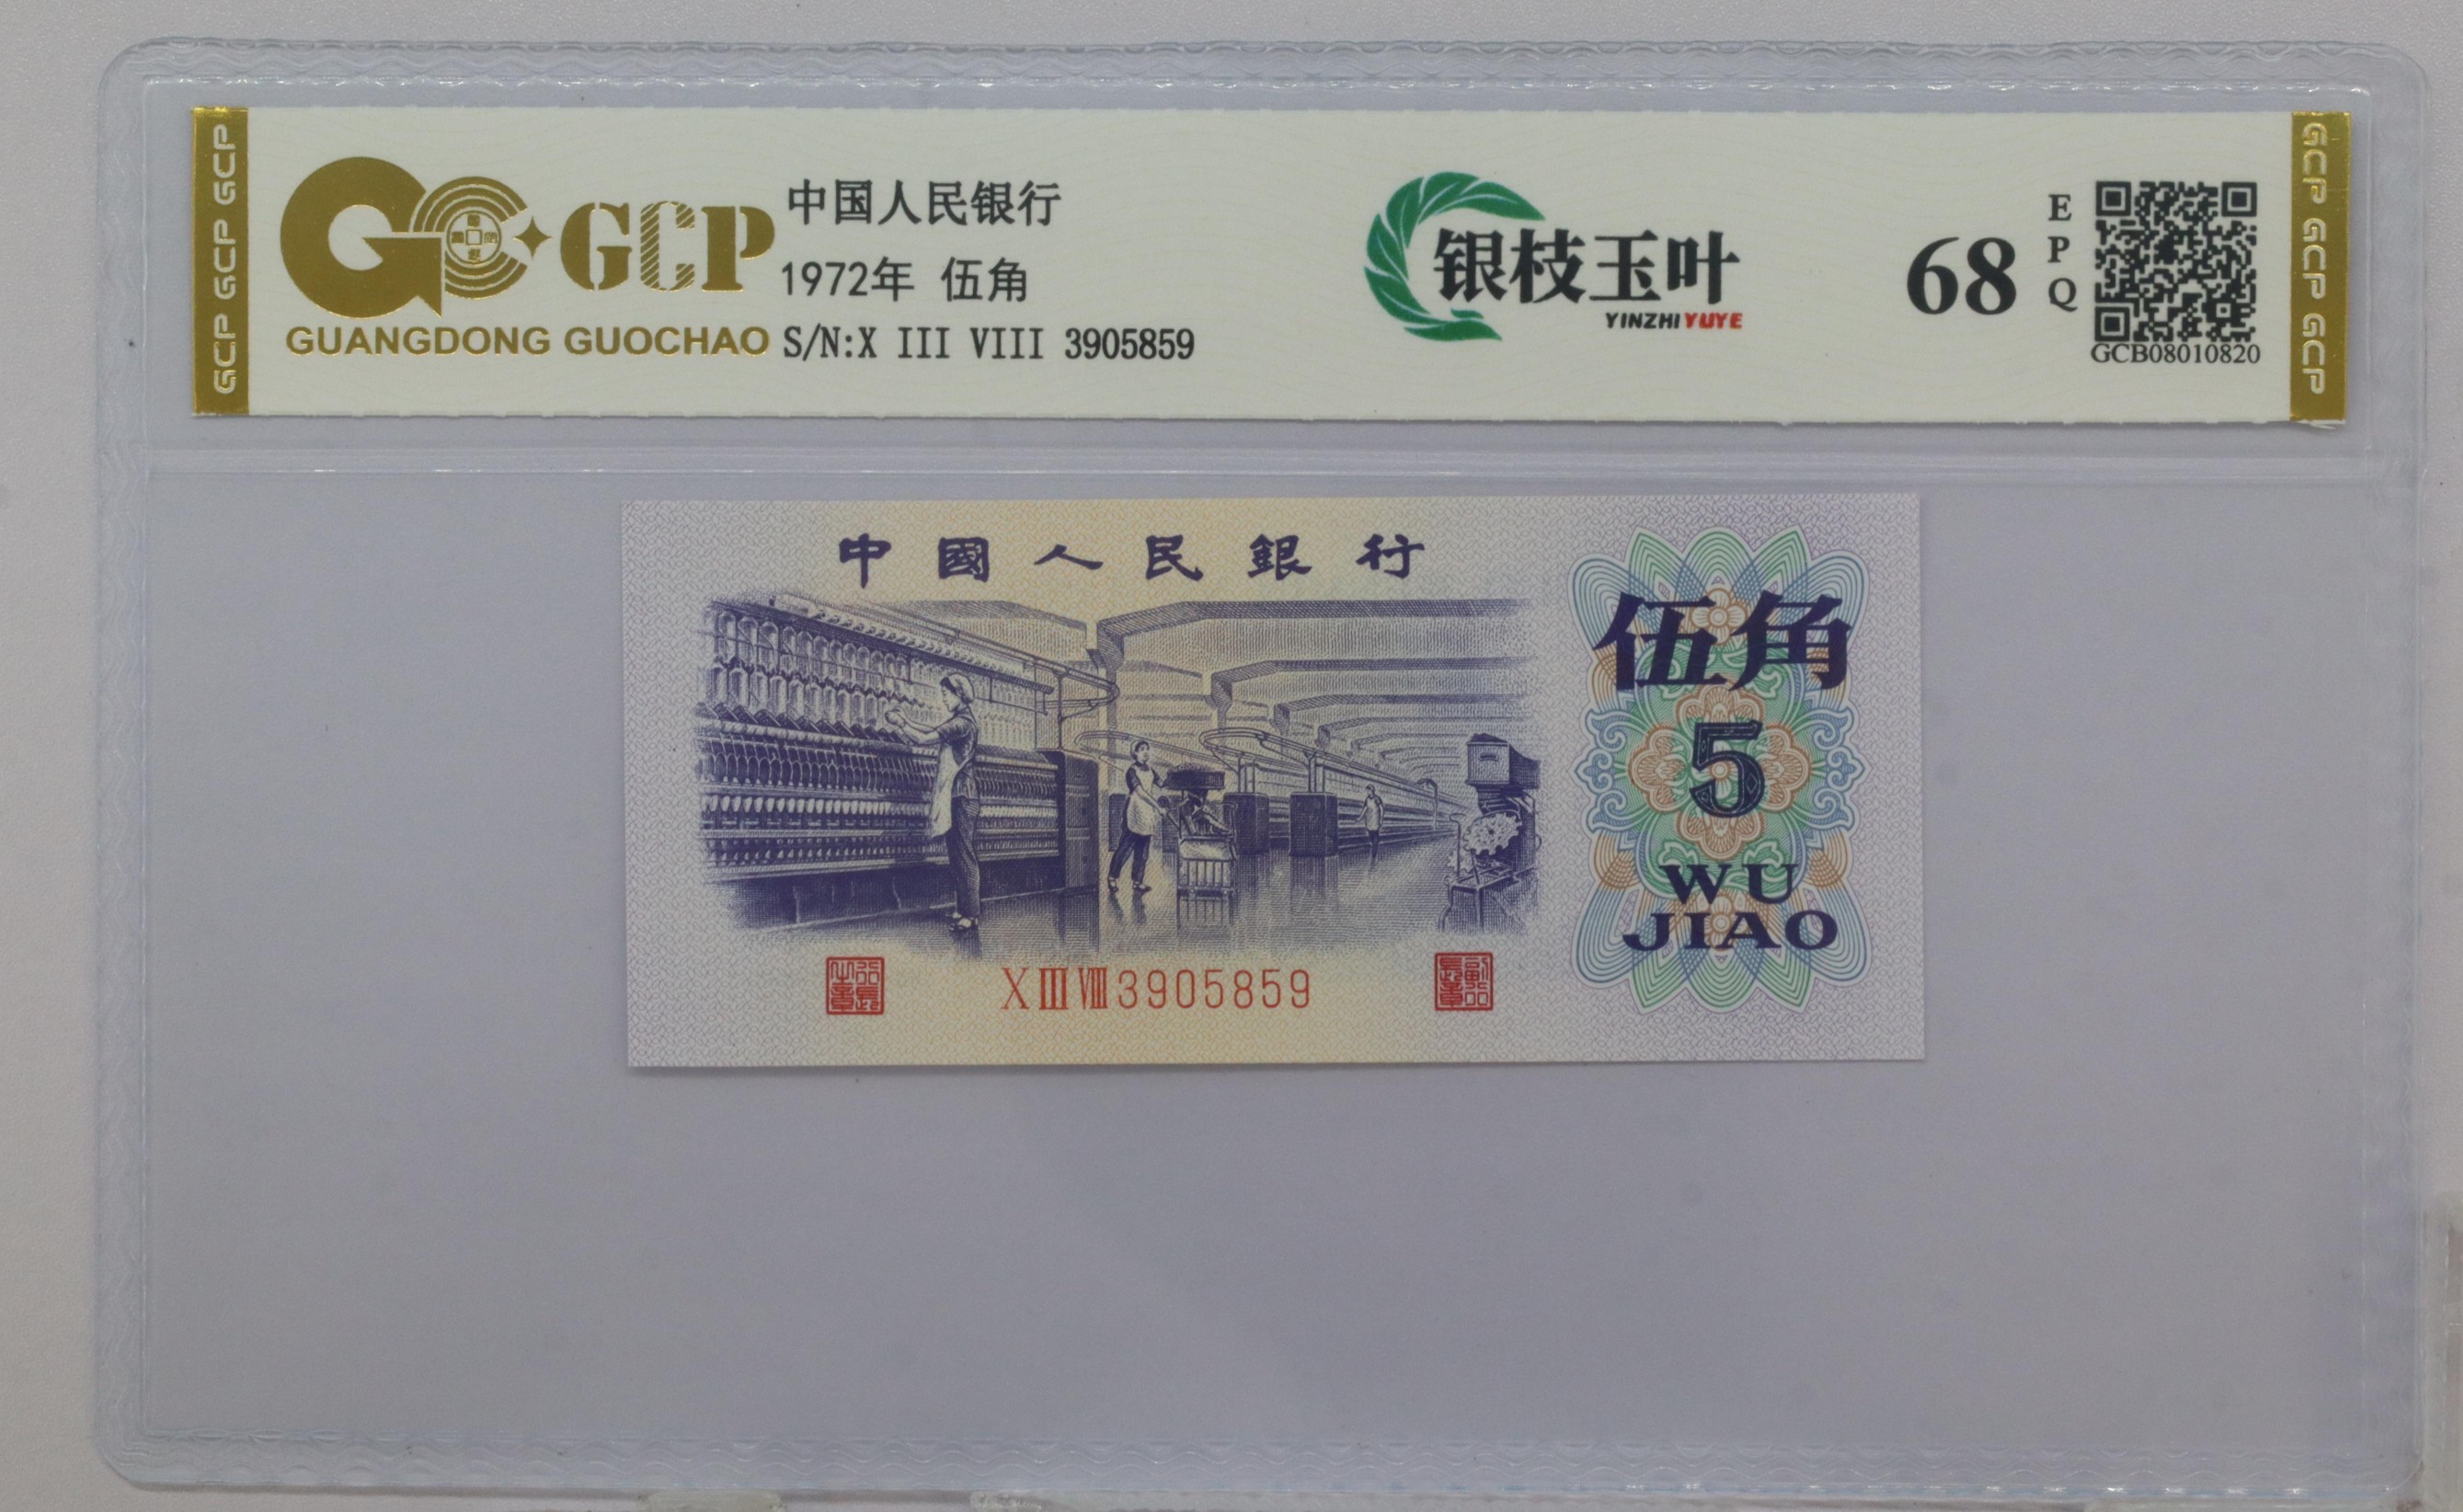 GCP GCP GCP
GCP
GUANGDONG GUOCHAO
中国人民银行
1972年 伍角
S/N:X III VIII 3905859
银枝玉叶
YINZHIYUYE
68
EPQ
GCB08010820
GCP GCP GCP
中國人民銀行
伍角
5
WU
JIAO
X III VIII 3905859